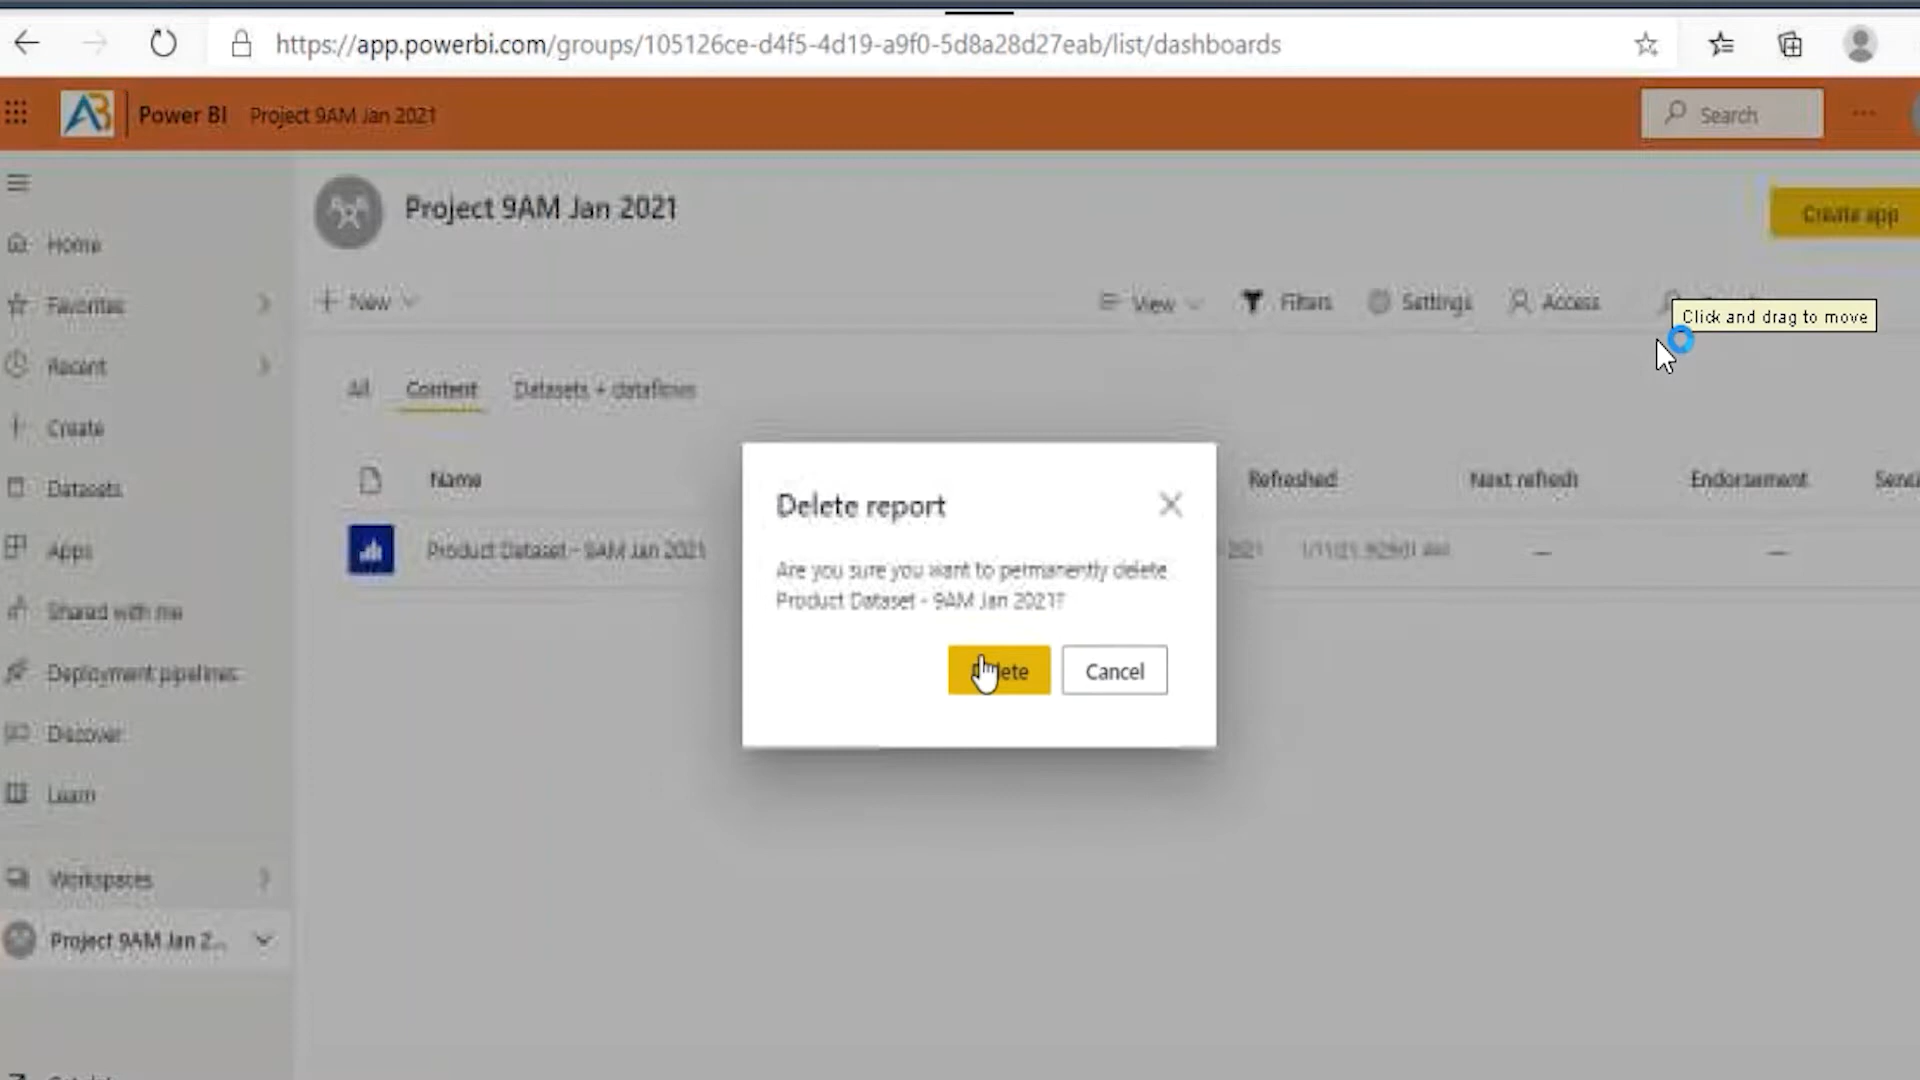 https://app.powerbi.com/groups/105126ce-d4f5-4d19-a9f0-5d8a28d27eab/list/dashboards
Power BI Project 9AM Jan 2021 Search
Project 9AM Jan 2021
Create app
Home
Favorites
Recent
Create
Datasets
Apps
Shared with me
Deployment pipelines
Discover
Learn
Workspaces
Project 9AM Jan 2...
New View Filters Settings Access
Click and drag to move
All Content Datasets + dataflows
Name Refreshed Next refresh Endorsement
Product Dataset - 9AM Jan 2021 2021 —  —
Delete report
Are you sure you want to permanently delete
Product Dataset - 9AM Jan 2021?
Cancel